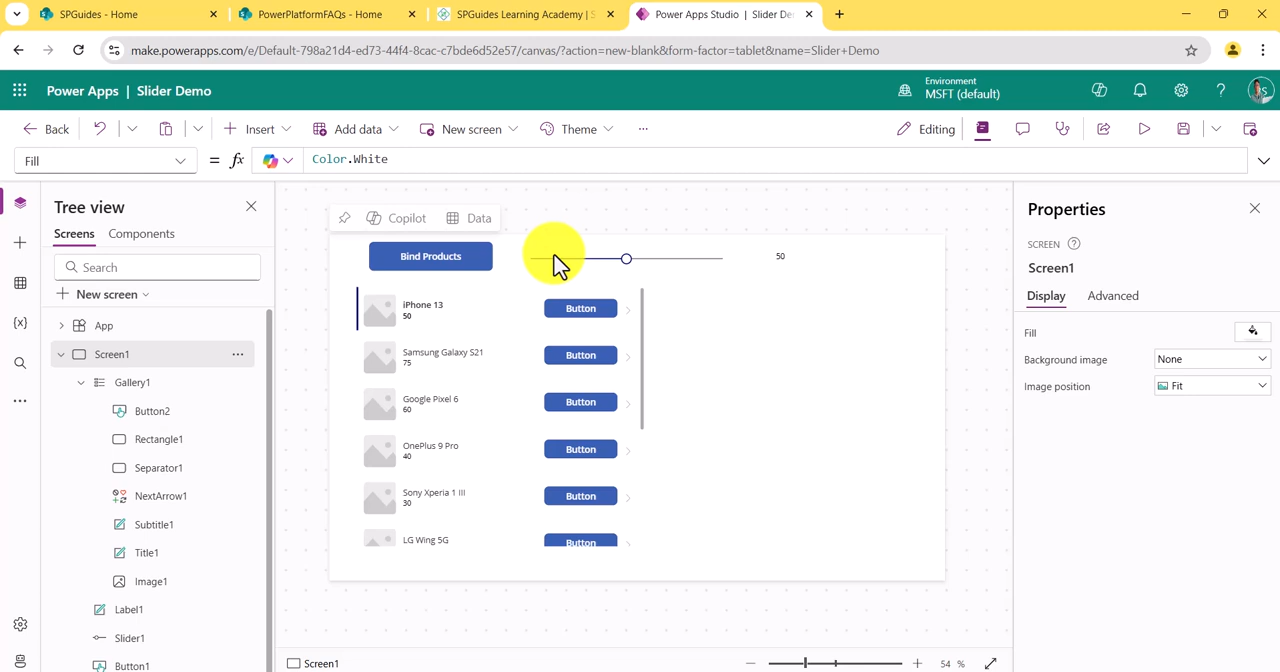 SPGuides - Home
PowerPlatformFAQs - Home
SPGuides Learning Academy | S
Power Apps Studio | Slider De
make.powerapps.com/e/Default-798a21d4-ed73-44f4-8cac-c7bde6d52e57/canvas/?action=new-blank&form-factor=tablet&name=Slider+Demo
Power Apps | Slider Demo
Environment
MSFT (default)
Back
Insert
Add data
New screen
Theme
Editing
Fill
= fx
Color.White
Tree view
Screens
Components
Search
New screen
App
Screen1
Gallery1
Button2
Rectangle1
Separator1
NextArrow1
Subtitle1
Title1
Image1
Label1
Slider1
Button1
Copilot
Data
Bind Products
50
iPhone 13
50
Button
Samsung Galaxy S21
75
Button
Google Pixel 6
60
Button
OnePlus 9 Pro
40
Button
Sony Xperia 1 III
30
Button
LG Wing 5G
Button
Screen1
54 %
Properties
SCREEN
Screen1
Display
Advanced
Fill
Background image
None
Image position
Fit